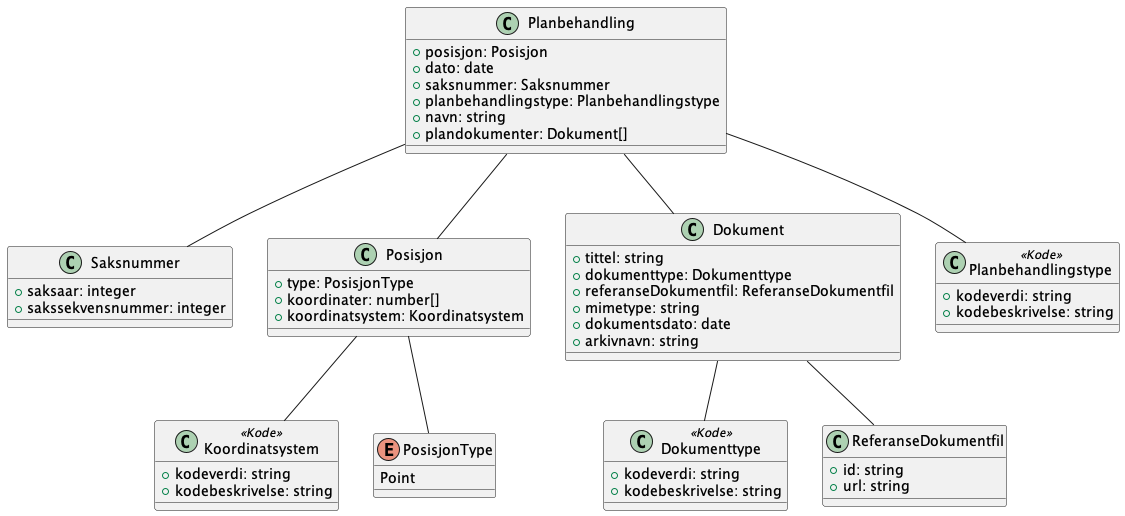 C Planbehandling
posisjon: Posisjon
dato: date
saksnummer: Saksnummer
planbehandlingstype: Planbehandlingstype
navn: string
plandokumenter: Dokument[]
C Saksnummer
saksaar: integer
sakssekvensnummer: integer
C Posisjon
type: PosisjonType
koordinater: number[]
koordinatsystem: Koordinatsystem
C Dokument
tittel: string
dokumenttype: Dokumenttype
referanseDokumentfil: ReferanseDokumentfil
mimetype: string
dokumentsdato: date
arkivnavn: string
«Kode»
C Planbehandlingstype
kodeverdi: string
kodebeskrivelse: string
«Kode»
C Koordinatsystem
kodeverdi: string
kodebeskrivelse: string
E PosisjonType
Point
«Kode»
C Dokumenttype
kodeverdi: string
kodebeskrivelse: string
C ReferanseDokumentfil
id: string
url: string